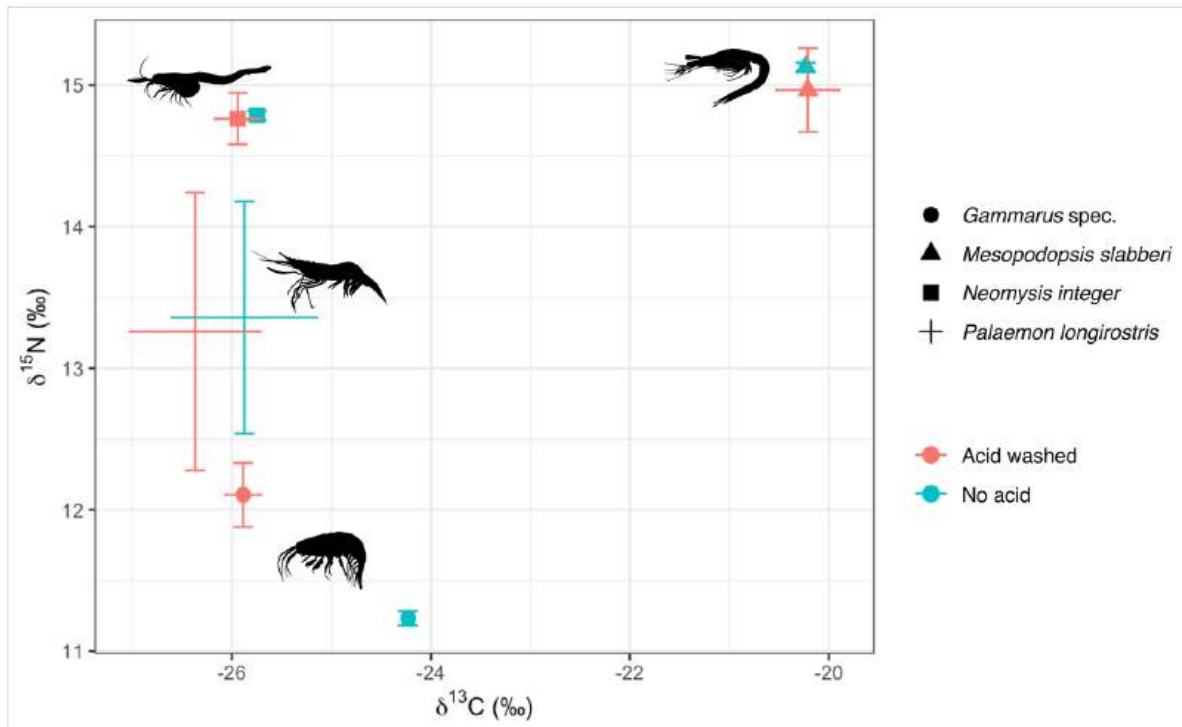 15
14
13
12
11
δ15N (‰)
-26
-24
-22
-20
δ13C (‰)
Gammarus spec.
Mesopodopsis slabberi
Neomysis integer
Palaemon longirostris
Acid washed
No acid